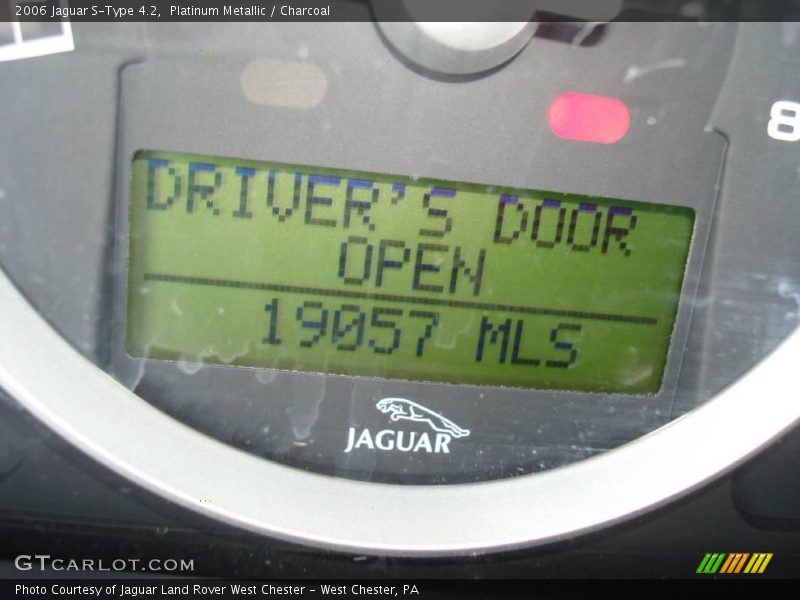 2006 Jaguar S-Type 4.2, Platinum Metallic / Charcoal
8
DRIVER'S DOOR
OPEN
19057 MLS
JAGUAR
GTCARLOT.COM
Photo Courtesy of Jaguar Land Rover West Chester - West Chester, PA